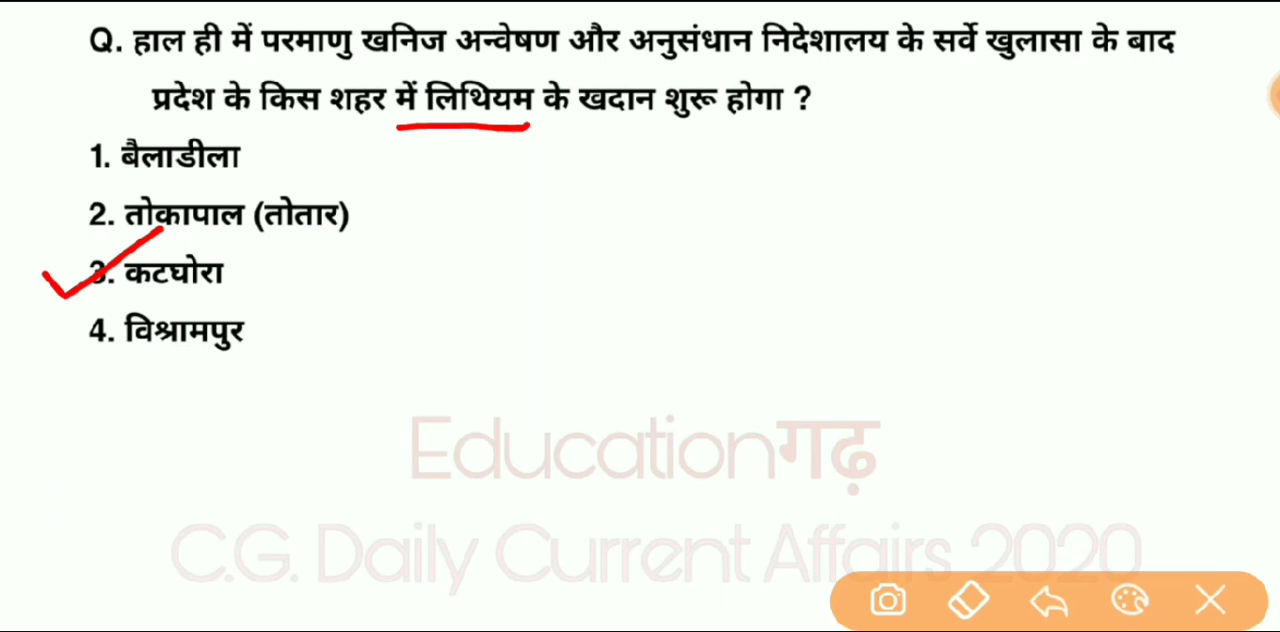 Q. हाल ही में परमाणु खनिज अन्वेषण और अनुसंधान निदेशालय के सर्वे खुलासा के बाद
प्रदेश के किस शहर में लिथियम के खदान शुरू होगा ?
1. बैलाडीला
2. तोकापाल (तोतार)
3. कटघोरा
4. विश्रामपुर
Educationगढ़
C.G. Daily Current Affairs 2020